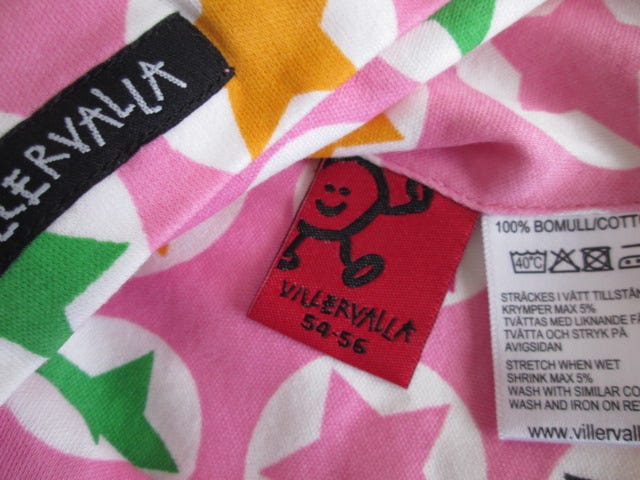 VILLERVALLA
54-56
100% BOMULL/COTT
40°C
STRÄCKES I VÅTT TILLSTÅN
KRYMPER MAX 5%
TVÄTTAS MED LIKNANDE FÄ
TVÄTTA OCH STRYK PÅ
AVIGSIDAN
STRETCH WHEN WET
SHRINK MAX 5%
WASH WITH SIMILAR CO
WASH AND IRON ON RE
www.villervall